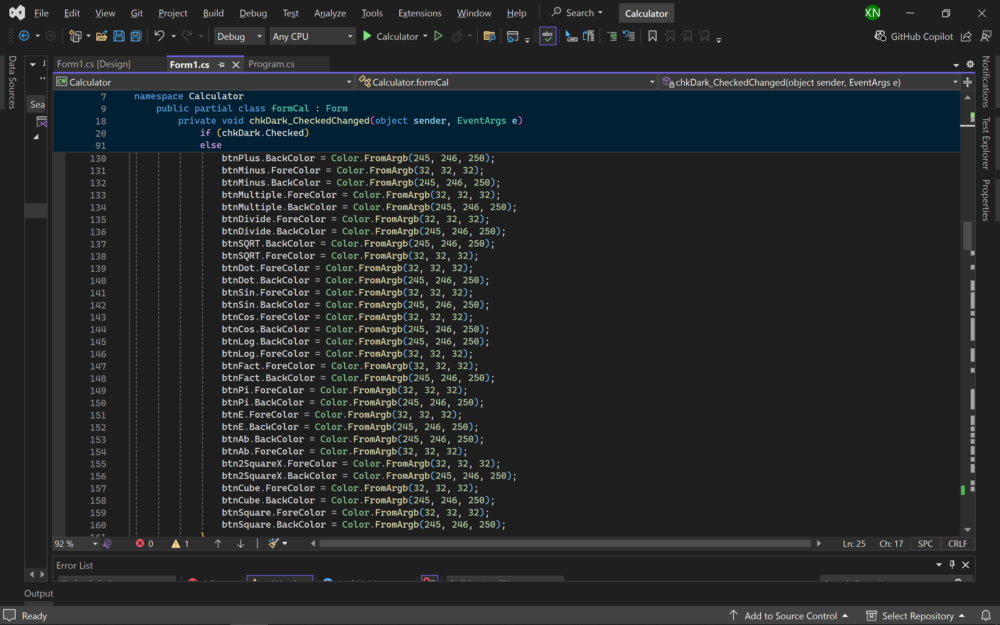 File Edit View Git Project Build Debug Test Analyze Tools Extensions Window Help Search Calculator XN
Debug Any CPU Calculator abc GitHub Copilot
Data Sources
Sea
Form1.cs [Design] Form1.cs Program.cs
C# Calculator Calculator.formCal chkDark_CheckedChanged(object sender, EventArgs e)
7 namespace Calculator
9 public partial class formCal : Form
18 private void chkDark_CheckedChanged(object sender, EventArgs e)
20 if (chkDark.Checked)
91 else
130 btnPlus.BackColor = Color.FromArgb(245, 246, 250);
131 btnMinus.ForeColor = Color.FromArgb(32, 32, 32);
132 btnMinus.BackColor = Color.FromArgb(245, 246, 250);
133 btnMultiple.ForeColor = Color.FromArgb(32, 32, 32);
134 btnMultiple.BackColor = Color.FromArgb(245, 246, 250);
135 btnDivide.ForeColor = Color.FromArgb(32, 32, 32);
136 btnDivide.BackColor = Color.FromArgb(245, 246, 250);
137 btnSQRT.BackColor = Color.FromArgb(245, 246, 250);
138 btnSQRT.ForeColor = Color.FromArgb(32, 32, 32);
139 btnDot.ForeColor = Color.FromArgb(32, 32, 32);
140 btnDot.BackColor = Color.FromArgb(245, 246, 250);
141 btnSin.ForeColor = Color.FromArgb(32, 32, 32);
142 btnSin.BackColor = Color.FromArgb(245, 246, 250);
143 btnCos.ForeColor = Color.FromArgb(32, 32, 32);
144 btnCos.BackColor = Color.FromArgb(245, 246, 250);
145 btnLog.BackColor = Color.FromArgb(245, 246, 250);
146 btnLog.ForeColor = Color.FromArgb(32, 32, 32);
147 btnFact.ForeColor = Color.FromArgb(32, 32, 32);
148 btnFact.BackColor = Color.FromArgb(245, 246, 250);
149 btnPi.ForeColor = Color.FromArgb(32, 32, 32);
150 btnPi.BackColor = Color.FromArgb(245, 246, 250);
151 btnE.ForeColor = Color.FromArgb(32, 32, 32);
152 btnE.BackColor = Color.FromArgb(245, 246, 250);
153 btnAb.BackColor = Color.FromArgb(245, 246, 250);
154 btnAb.ForeColor = Color.FromArgb(32, 32, 32);
155 btn2SquareX.ForeColor = Color.FromArgb(32, 32, 32);
156 btn2SquareX.BackColor = Color.FromArgb(245, 246, 250);
157 btnCube.ForeColor = Color.FromArgb(32, 32, 32);
158 btnCube.BackColor = Color.FromArgb(245, 246, 250);
159 btnSquare.ForeColor = Color.FromArgb(32, 32, 32);
160 btnSquare.BackColor = Color.FromArgb(245, 246, 250);
Notifications
Test Explorer
Properties
92 % 0 1 Ln: 25 Ch: 17 SPC CRLF
Error List
Output
Ready Add to Source Control Select Repository